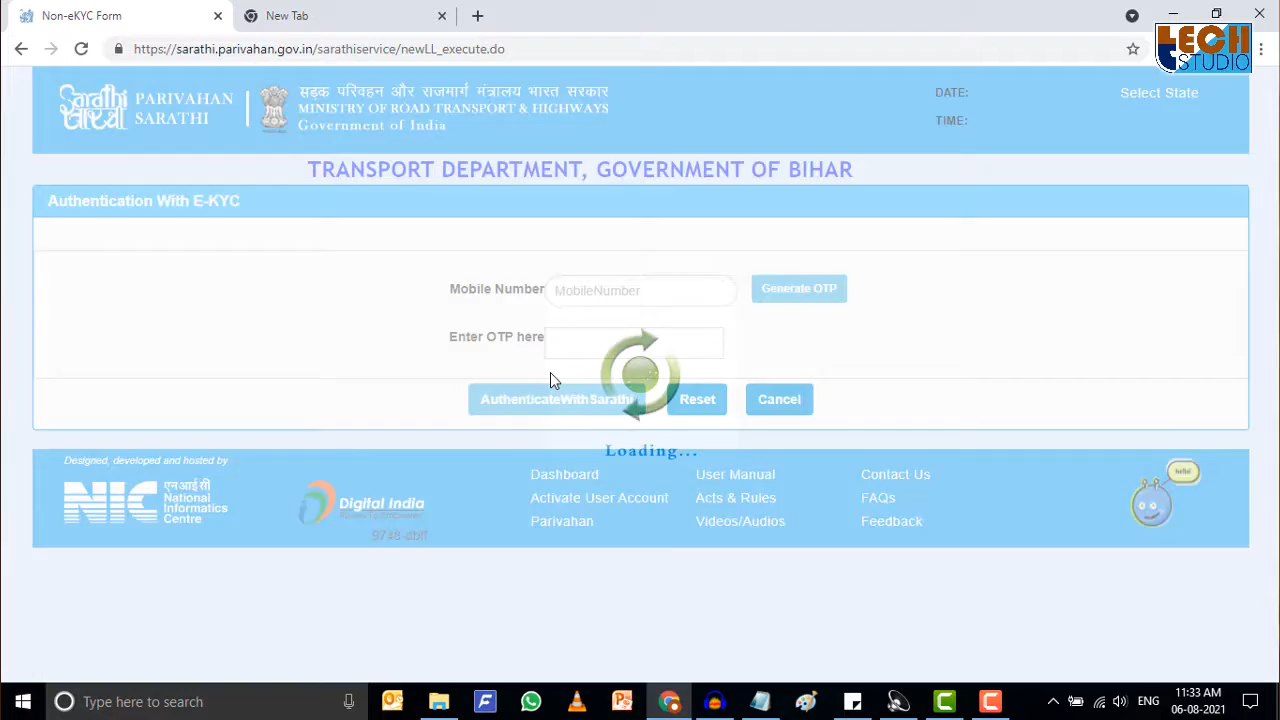 Non-eKYC Form
New Tab
https://sarathi.parivahan.gov.in/sarathiservice/newLL_execute.do
LECH
STUDIO
PARIVAHAN
SARATHI
सड़क परिवहन और राजमार्ग मंत्रालय भारत सरकार
MINISTRY OF ROAD TRANSPORT & HIGHWAYS
Government of India
DATE:
TIME:
Select State
TRANSPORT DEPARTMENT, GOVERNMENT OF BIHAR
Authentication With E-KYC
Mobile Number
MobileNumber
Generate OTP
Enter OTP here
AuthenticateWithSarathi
Reset
Cancel
Loading...
Designed, developed and hosted by
NIC
एनआईसी
National
Informatics
Centre
Digital India
Dashboard
User Manual
Contact Us
Activate User Account
Acts & Rules
FAQs
Parivahan
Videos/Audios
Feedback
hello!
Type here to search
ENG
11:33 AM
06-08-2021